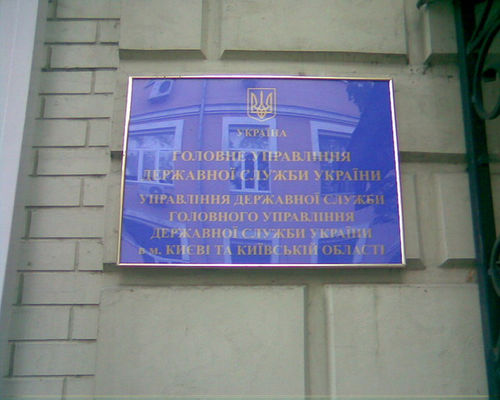 УКРАЇНА
ГОЛОВНЕ УПРАВЛІННЯ
ДЕРЖАВНОЇ СЛУЖБИ УКРАЇНИ
УПРАВЛІННЯ ДЕРЖАВНОЇ СЛУЖБИ
ГОЛОВНОГО УПРАВЛІННЯ
ДЕРЖАВНОЇ СЛУЖБИ УКРАЇНИ
в м. КИЄВІ ТА КИЇВСЬКІЙ ОБЛАСТІ